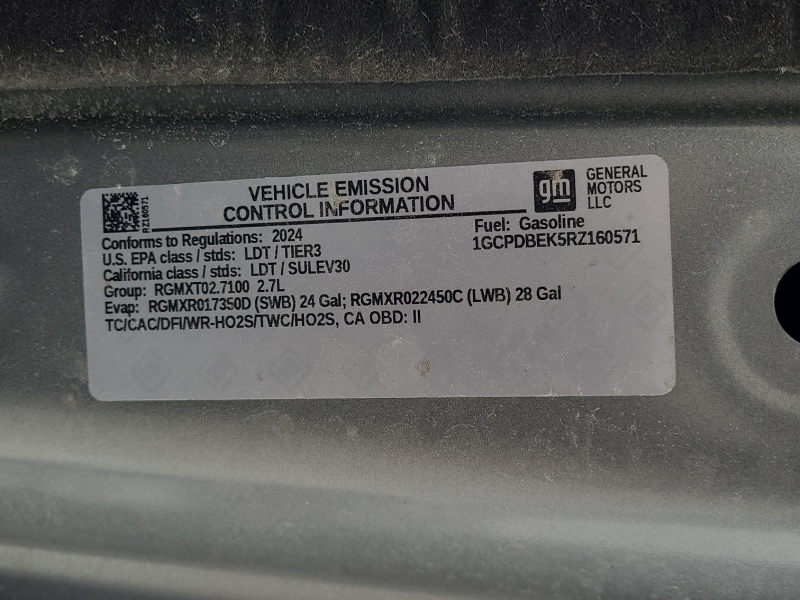 VEHICLE EMISSION
CONTROL INFORMATION
gm
GENERAL
MOTORS
LLC
RZ160571
Conforms to Regulations: 2024
Fuel: Gasoline
U.S. EPA class / stds: LDT / TIER3
1GCPDBEK5RZ160571
California class / stds: LDT / SULEV30
Group: RGMXT02.7100 2.7L
Evap: RGMXR017350D (SWB) 24 Gal; RGMXR022450C (LWB) 28 Gal
TC/CAC/DFI/WR-HO2S/TWC/HO2S, CA OBD: II